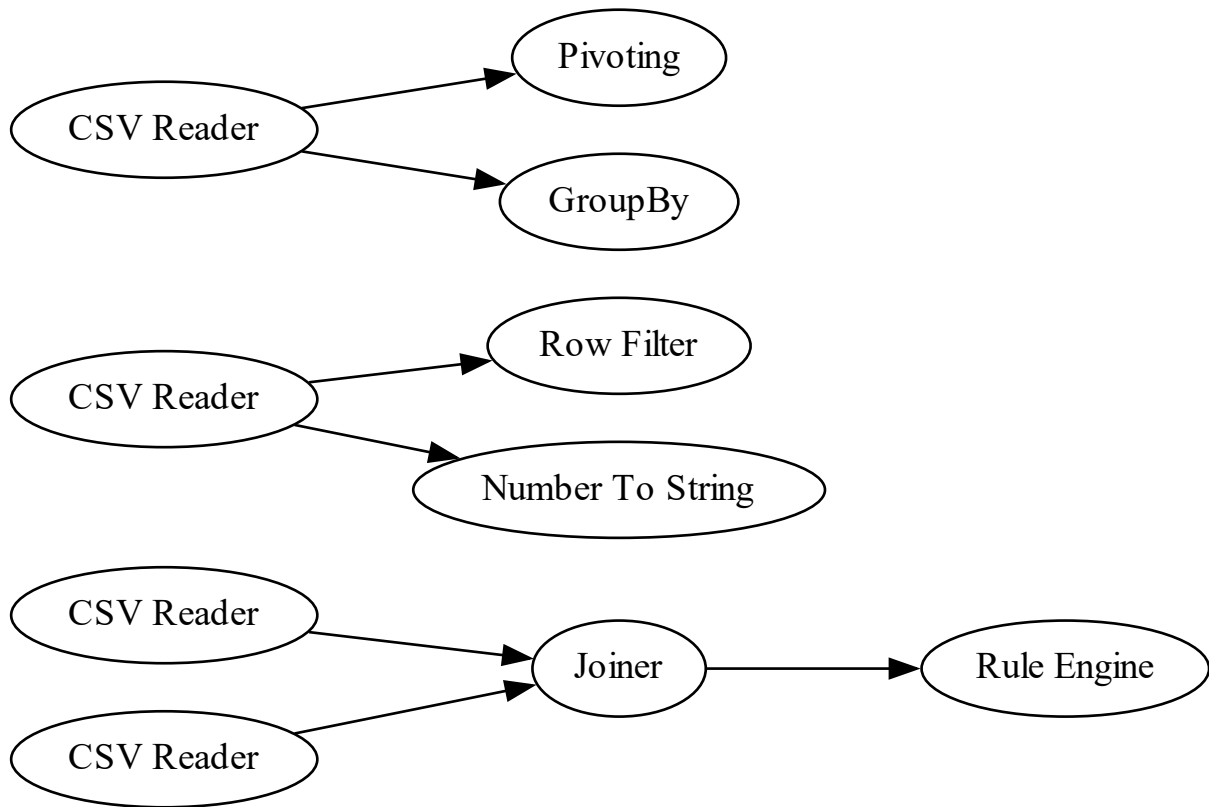 Pivoting
CSV Reader
GroupBy
Row Filter
CSV Reader
Number To String
CSV Reader
Joiner
Rule Engine
CSV Reader